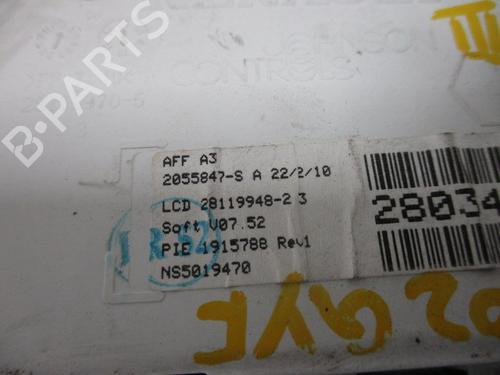 JOHNSON
CONTROLS
AFF A3
2055847-S A 22/2/10
LCD 28119948-2 3
Soft V07.52
PIE 1915788 Rev1
NS5019470
28034